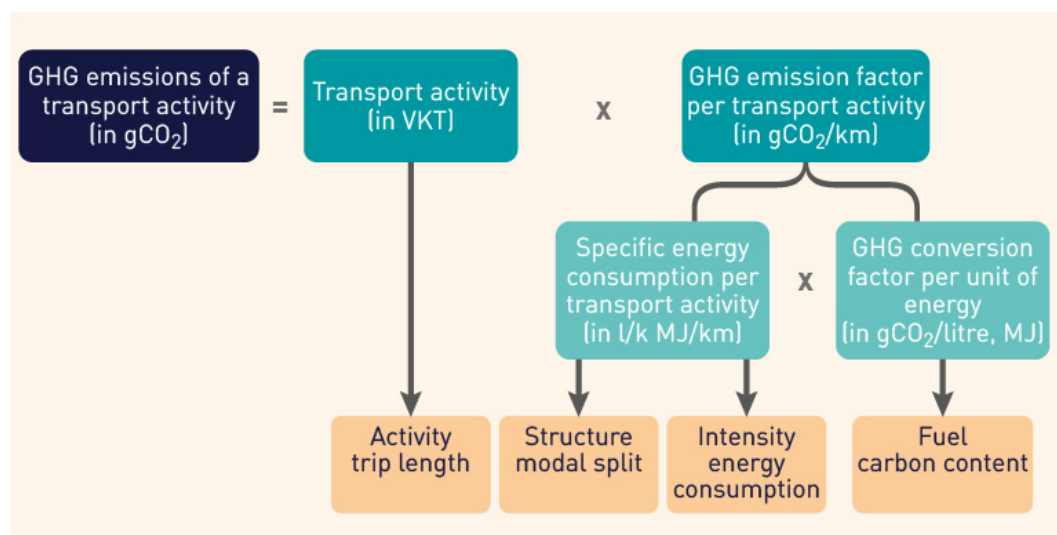 GHG emissions of a
transport activity
(in gCO₂)
=
Transport activity
(in VKT)
x
GHG emission factor
per transport activity
(in gCO₂/km)
Specific energy
consumption per
transport activity
(in l/k MJ/km)
x
GHG conversion
factor per unit of
energy
(in gCO₂/litre, MJ)
Activity
trip length
Structure
modal split
Intensity
energy
consumption
Fuel
carbon content